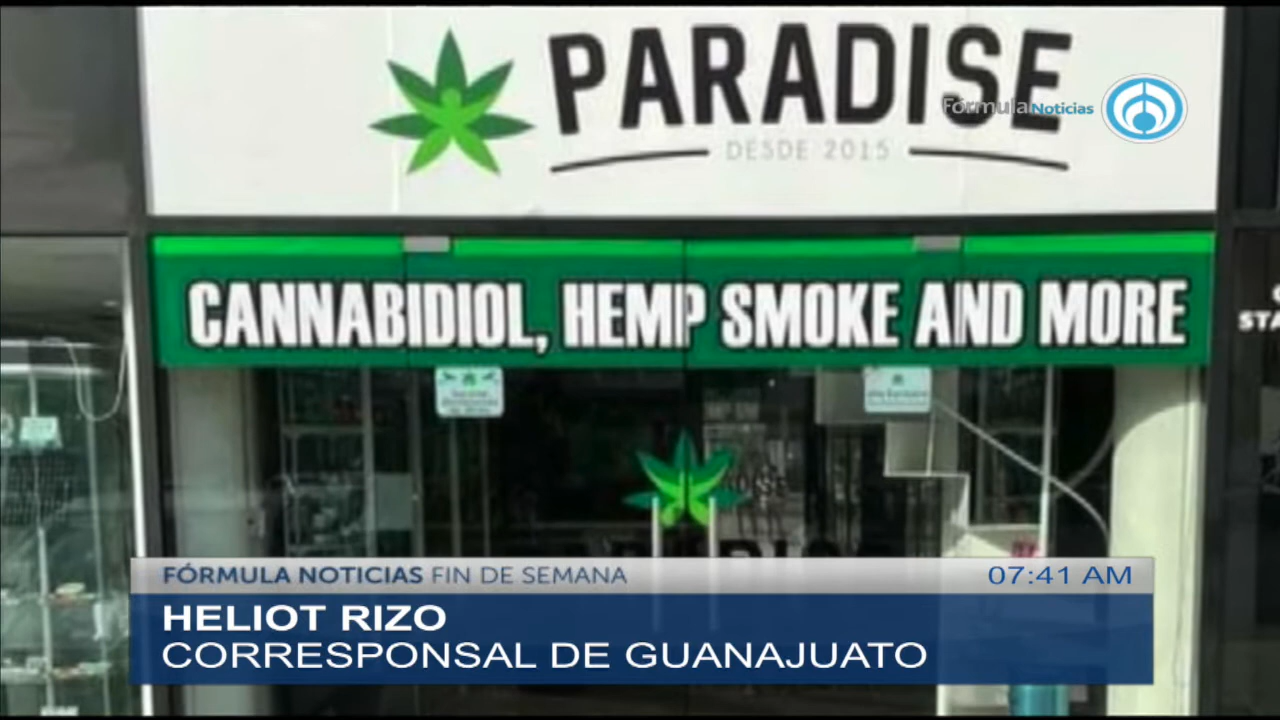 PARADISE
DESDE 2015
Fórmula Noticias
CANNABIDIOL, HEMP SMOKE AND MORE
STA
FÓRMULA NOTICIAS FIN DE SEMANA
07:41 AM
HELIOT RIZO
CORRESPONSAL DE GUANAJUATO